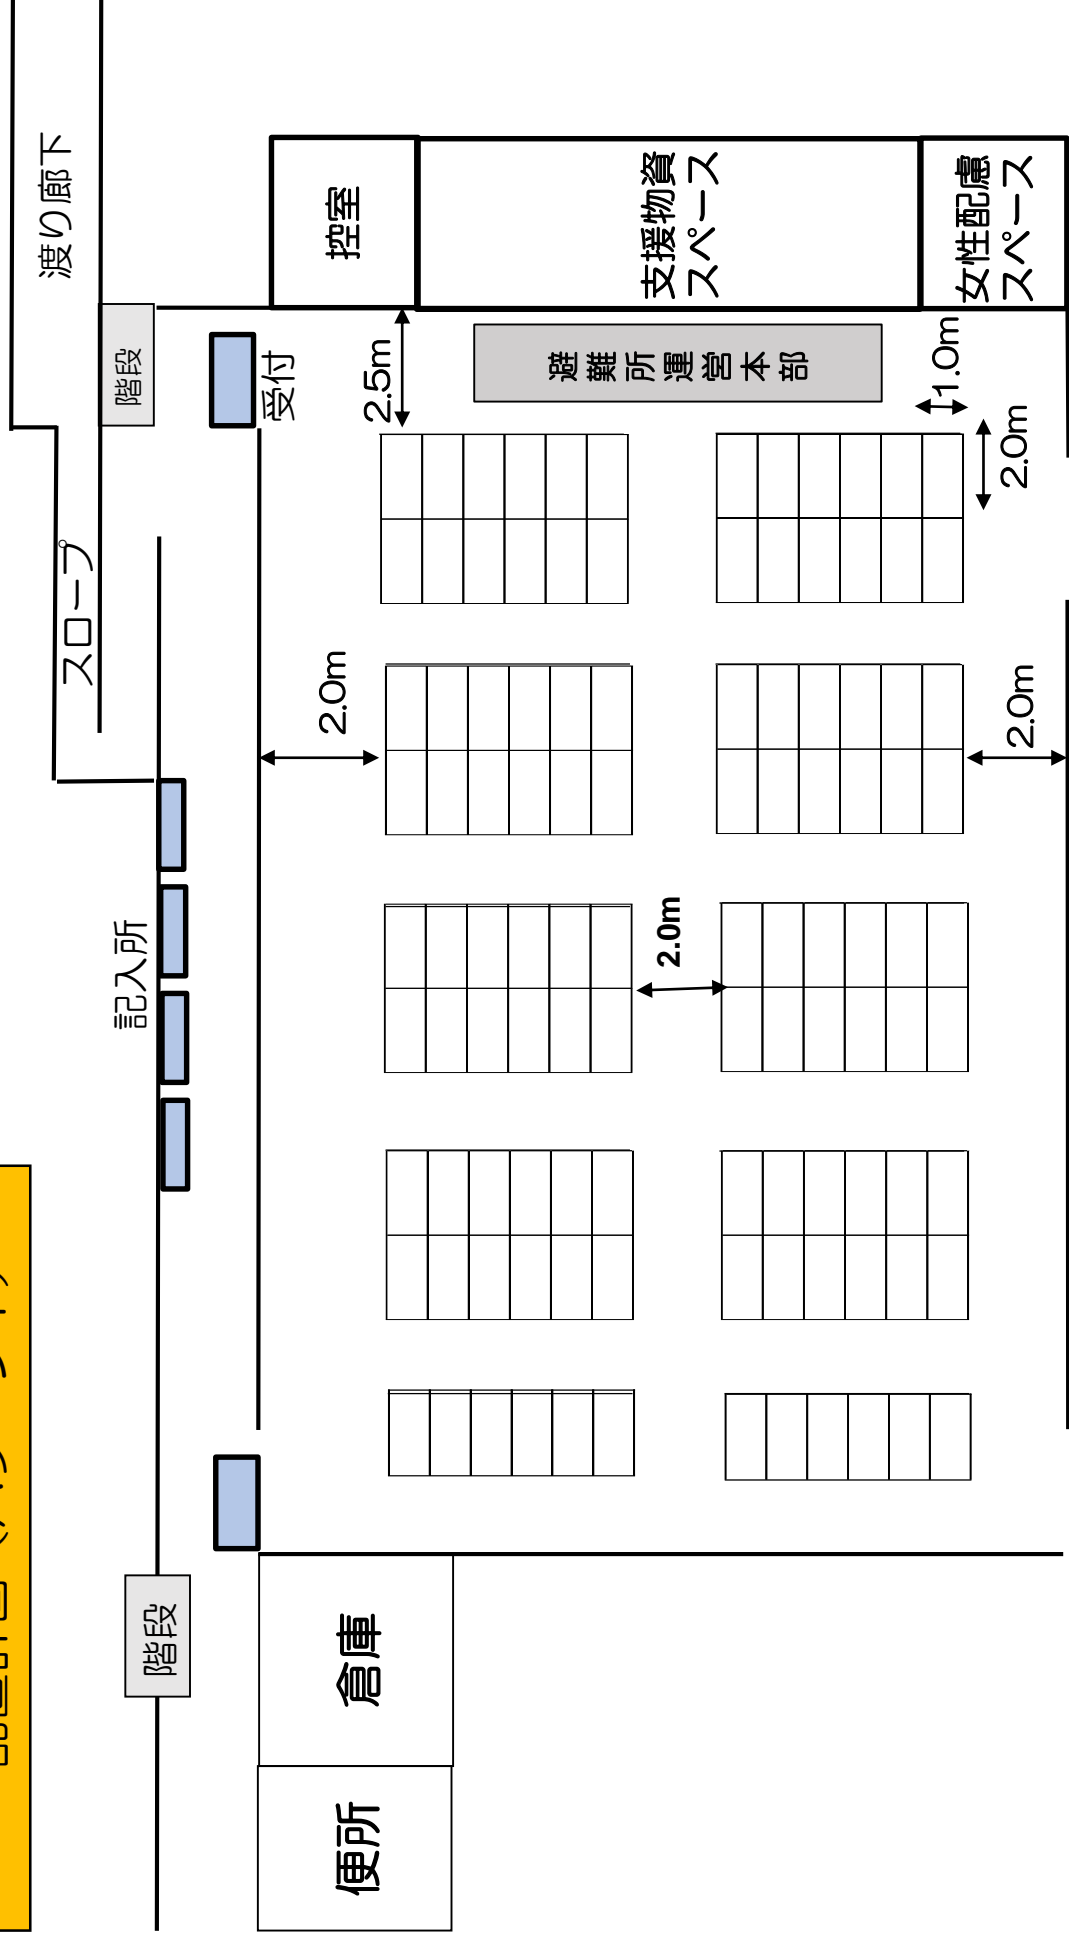 渡り廊下
階段
スロープ
受付
記入所
階段
控室
支援物資
スペース
女性配慮
スペース
避難所運営本部
2.5m
1.0m
2.0m
2.0m
2.0m
2.0m
倉庫
便所